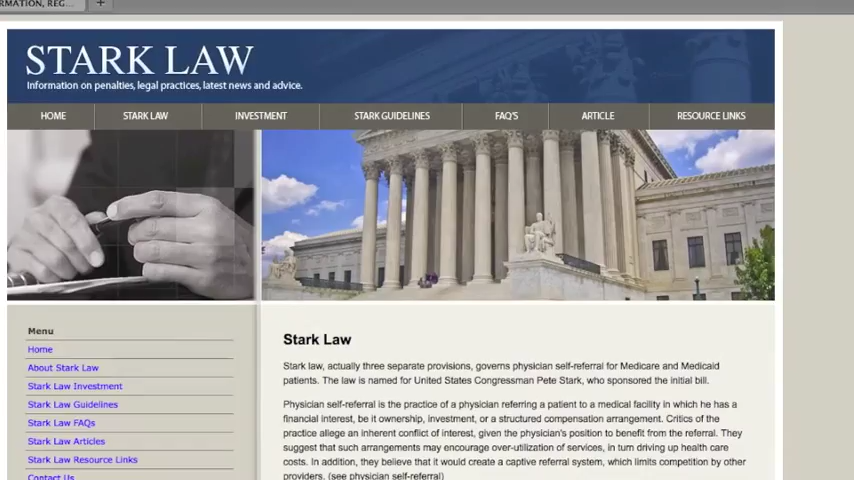 RMATION, REG...
STARK LAW
Information on penalties, legal practices, latest news and advice.
HOME STARK LAW INVESTMENT STARK GUIDELINES FAQ'S ARTICLE RESOURCE LINKS
Menu
Home
About Stark Law
Stark Law Investment
Stark Law Guidelines
Stark Law FAQs
Stark Law Articles
Stark Law Resource Links
Contact Us
Stark Law
Stark law, actually three separate provisions, governs physician self-referral for Medicare and Medicaid
patients. The law is named for United States Congressman Pete Stark, who sponsored the initial bill.
Physician self-referral is the practice of a physician referring a patient to a medical facility in which he has a
financial interest, be it ownership, investment, or a structured compensation arrangement. Critics of the
practice allege an inherent conflict of interest, given the physician's position to benefit from the referral. They
suggest that such arrangements may encourage over-utilization of services, in turn driving up health care
costs. In addition, they believe that it would create a captive referral system, which limits competition by other
providers. (see physician self-referral)